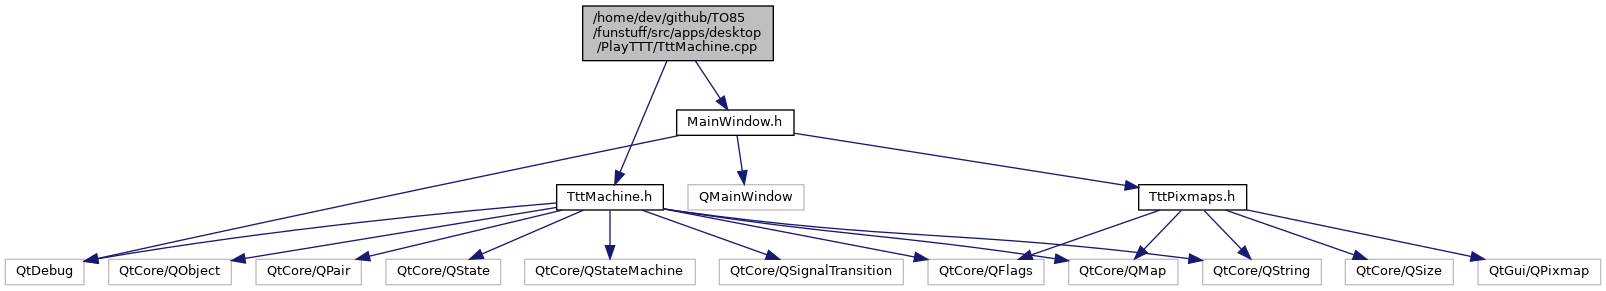 /home/dev/github/TO85
/funstuff/src/apps/desktop
/PlayTTT/TttMachine.cpp
MainWindow.h
TttMachine.h
QMainWindow
TttPixmaps.h
QtDebug
QtCore/QObject
QtCore/QPair
QtCore/QState
QtCore/QStateMachine
QtCore/QSignalTransition
QtCore/QFlags
QtCore/QMap
QtCore/QString
QtCore/QSize
QtGui/QPixmap